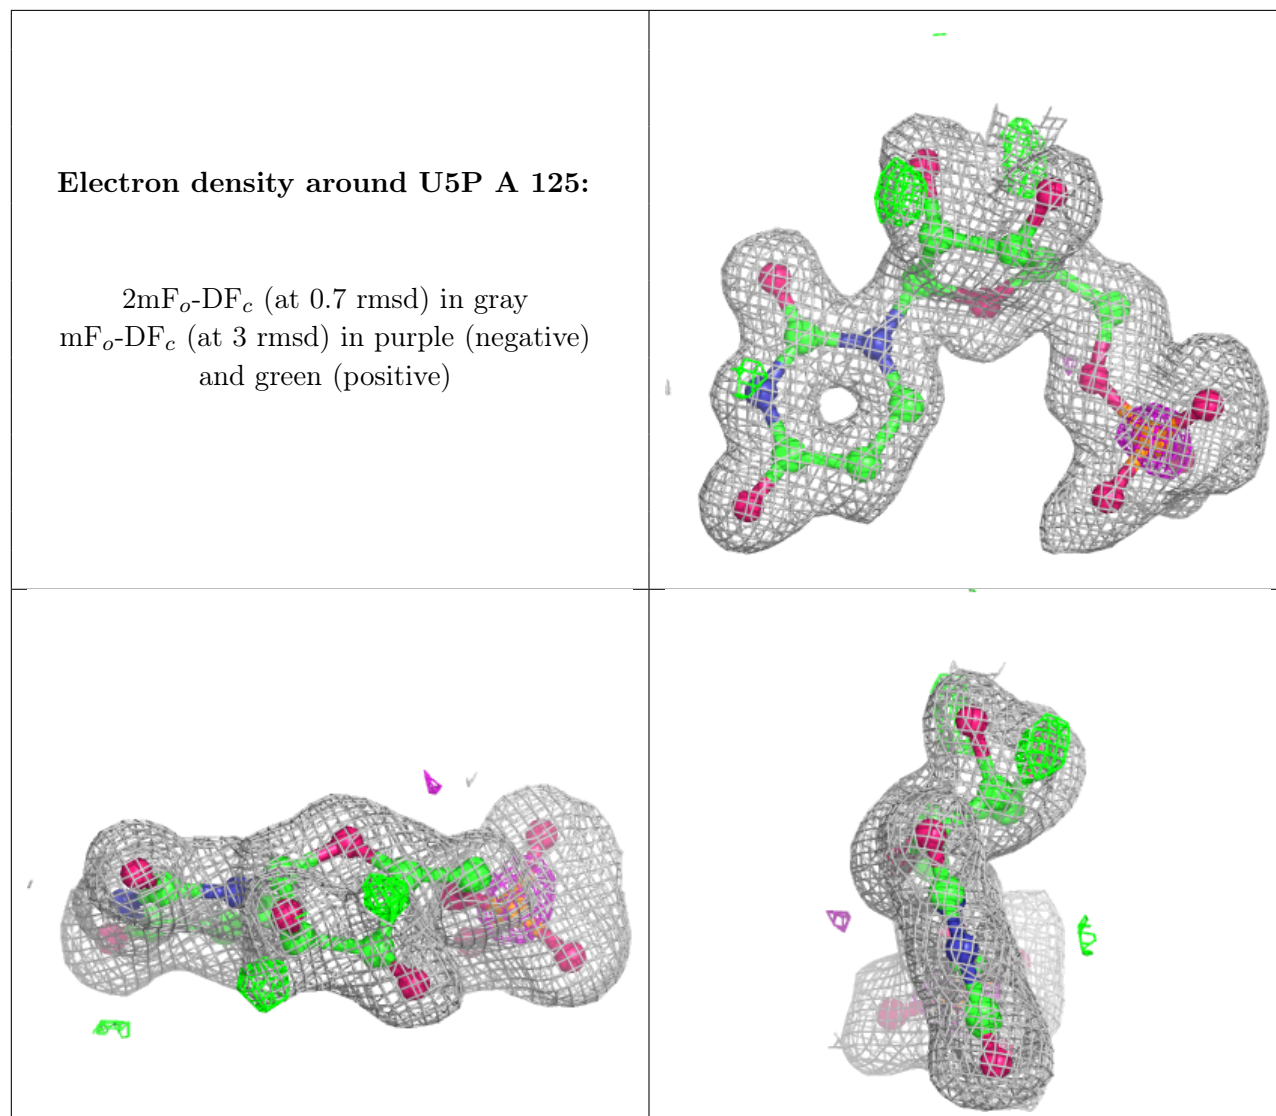 Electron density around U5P A 125:
2mFo-DFc (at 0.7 rmsd) in gray
mFo-DFc (at 3 rmsd) in purple (negative)
and green (positive)